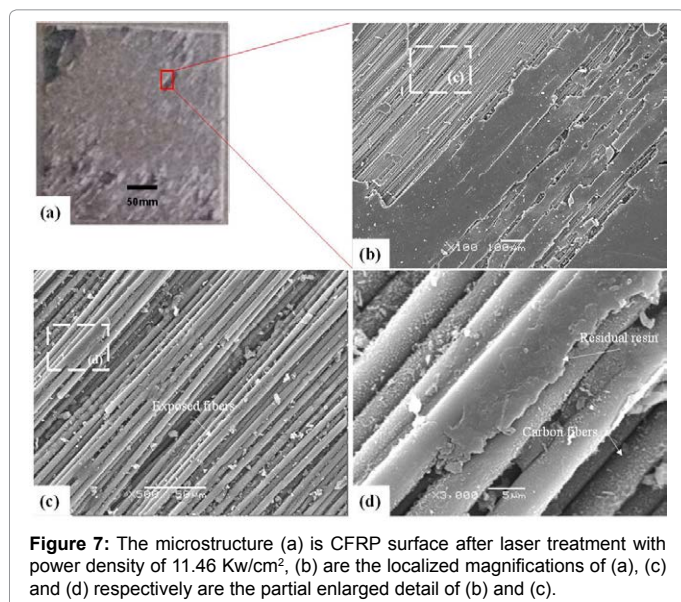 50mm
(a)
(c)
X100 100µm
(b)
(d)
Exposed fibers
X500 50µm
(c)
Residual resin
Carbon fibers
X3,000 5µm
(d)
Figure 7: The microstructure (a) is CFRP surface after laser treatment with
power density of 11.46 Kw/cm², (b) are the localized magnifications of (a), (c)
and (d) respectively are the partial enlarged detail of (b) and (c).